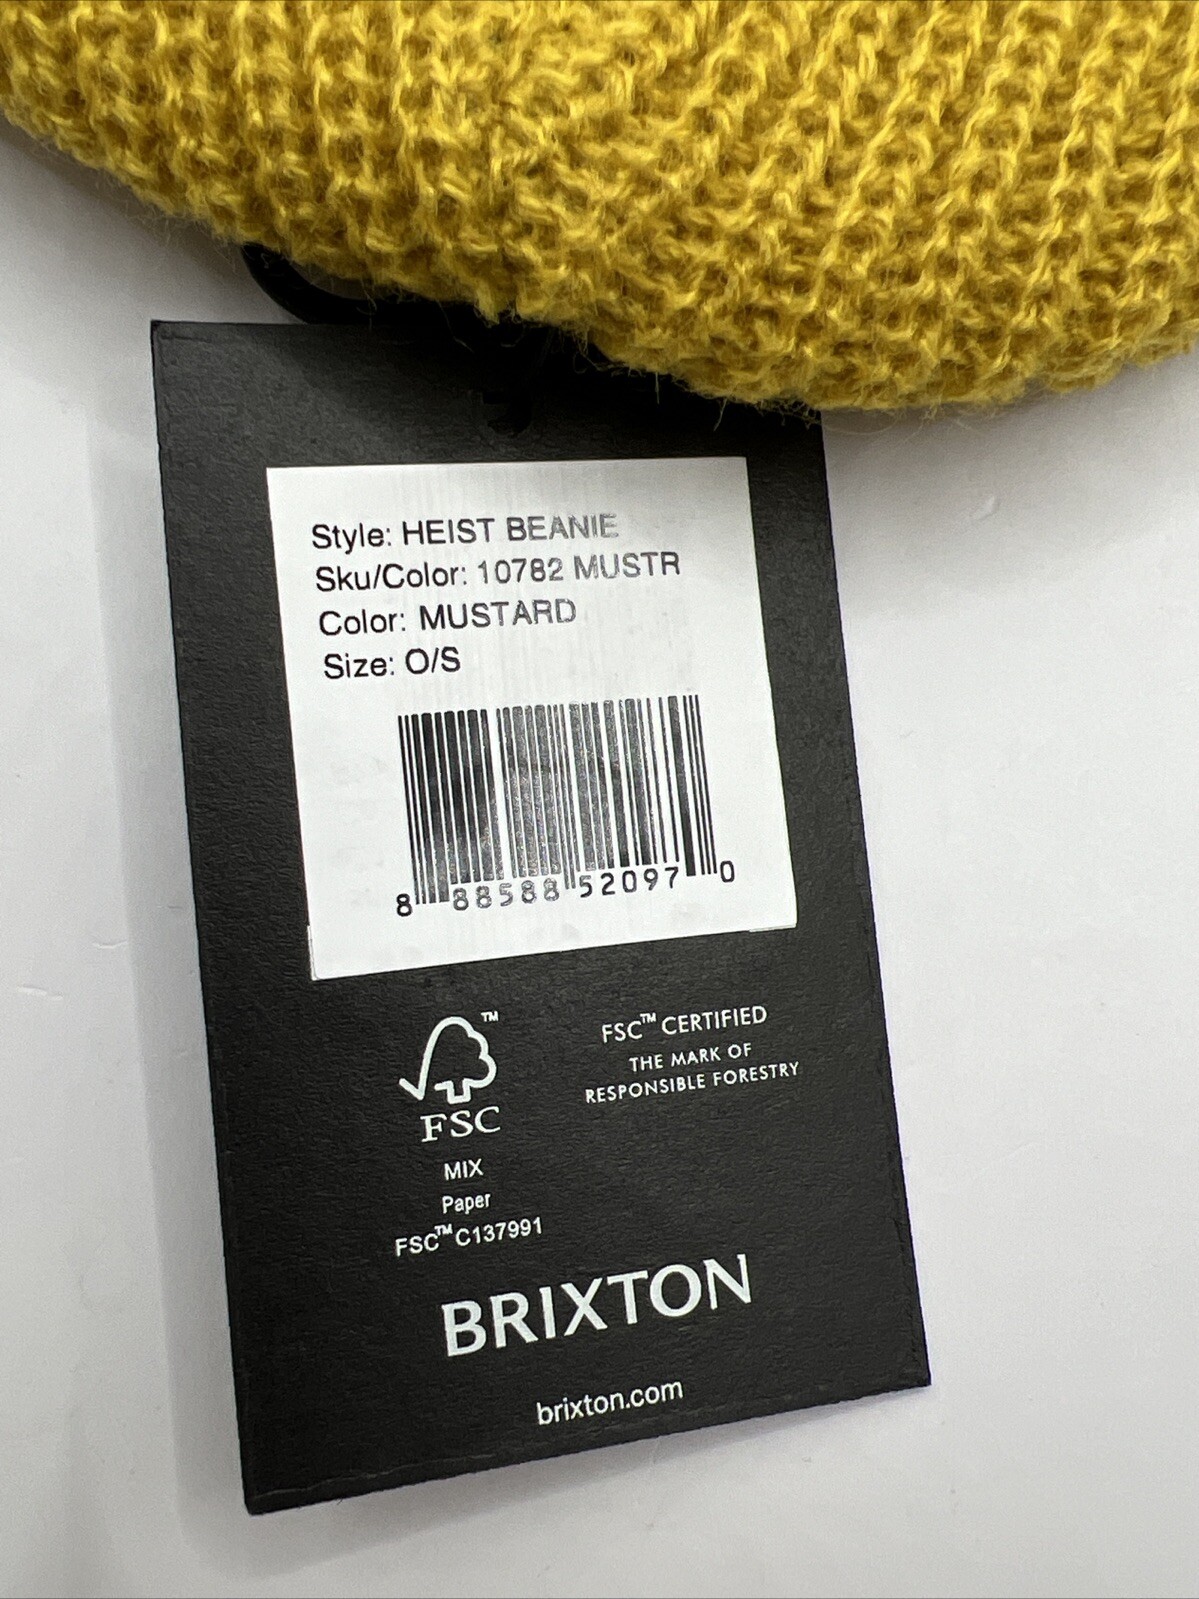 Style: HEIST BEANIE
Sku/Color: 10782 MUSTR
Color: MUSTARD
Size: O/S
8 88588 52097 0
FSC™ CERTIFIED
THE MARK OF
RESPONSIBLE FORESTRY
™
FSC
MIX
Paper
FSC™ C137991
BRIXTON
brixton.com